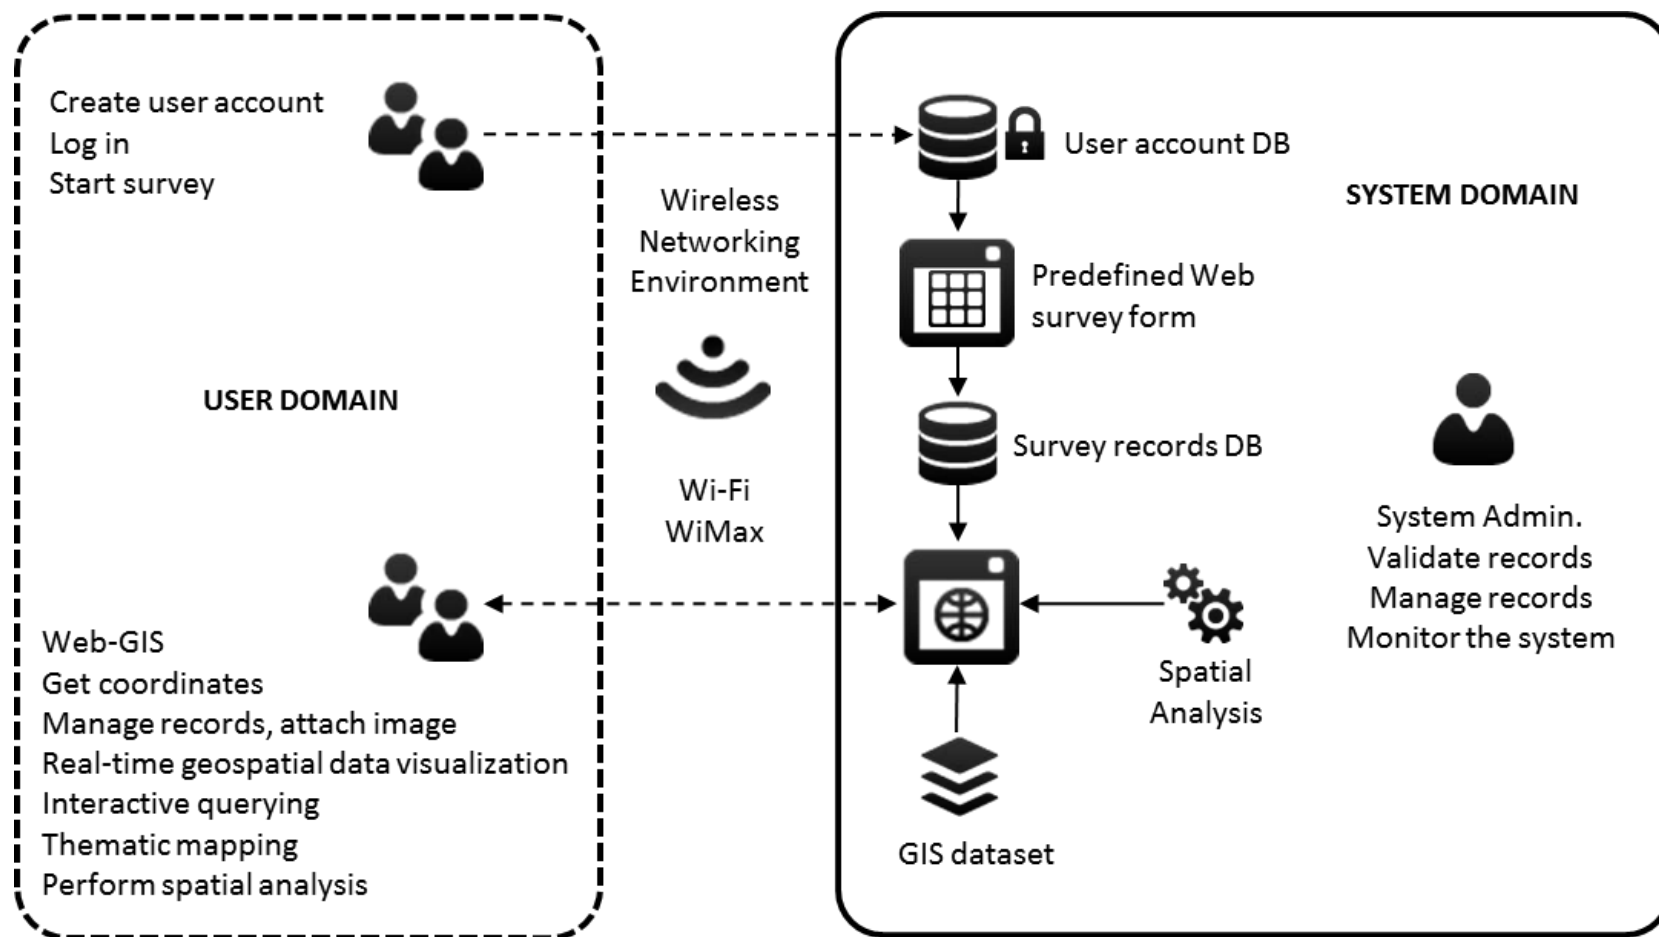 Create user account
Log in
Start survey
USER DOMAIN
Web-GIS
Get coordinates
Manage records, attach image
Real-time geospatial data visualization
Interactive querying
Thematic mapping
Perform spatial analysis
Wireless
Networking
Environment
Wi-Fi
WiMax
User account DB
SYSTEM DOMAIN
Predefined Web
survey form
Survey records DB
System Admin.
Validate records
Manage records
Monitor the system
Spatial
Analysis
GIS dataset